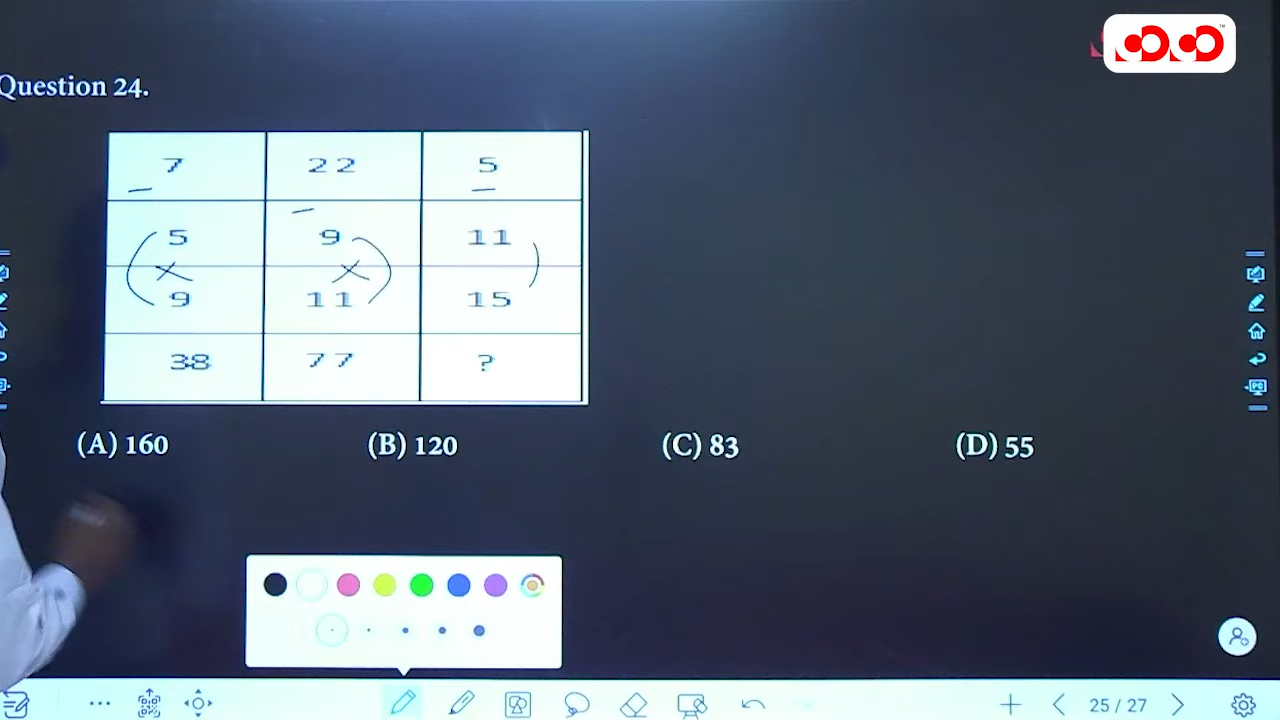 Question 24.
7 22 5
5 9 11
9 11 15
38 77 ?
(A) 160 (B) 120 (C) 83 (D) 55
25 / 27